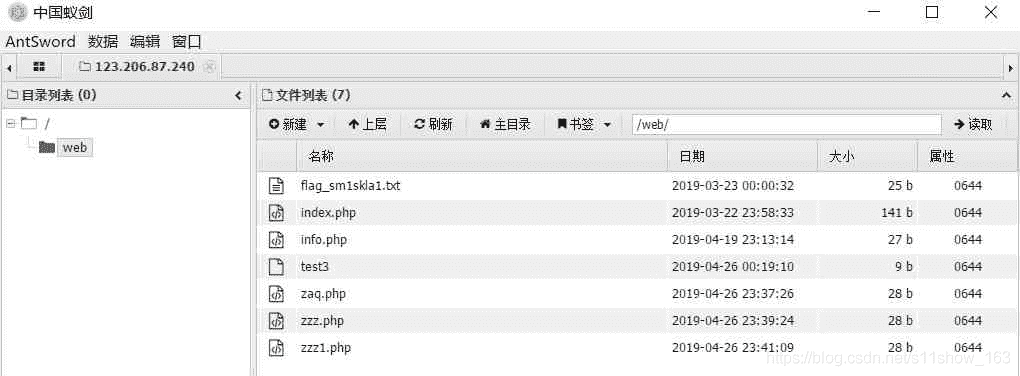 中国蚁剑
AntSword 数据 编辑 窗口
123.206.87.240
目录列表 (0)
/
web
文件列表 (7)
新建 上层 刷新 主目录 书签 /web/ 读取
名称 日期 大小 属性
flag_sm1skla1.txt 2019-03-23 00:00:32 25 b 0644
index.php 2019-03-22 23:58:33 141 b 0644
info.php 2019-04-19 23:13:14 27 b 0644
test3 2019-04-26 00:19:10 9 b 0644
zaq.php 2019-04-26 23:37:26 28 b 0644
zzz.php 2019-04-26 23:39:24 28 b 0644
zzz1.php 2019-04-26 23:41:09 28 b 0644
https://blog.csdn.net/s11show_163